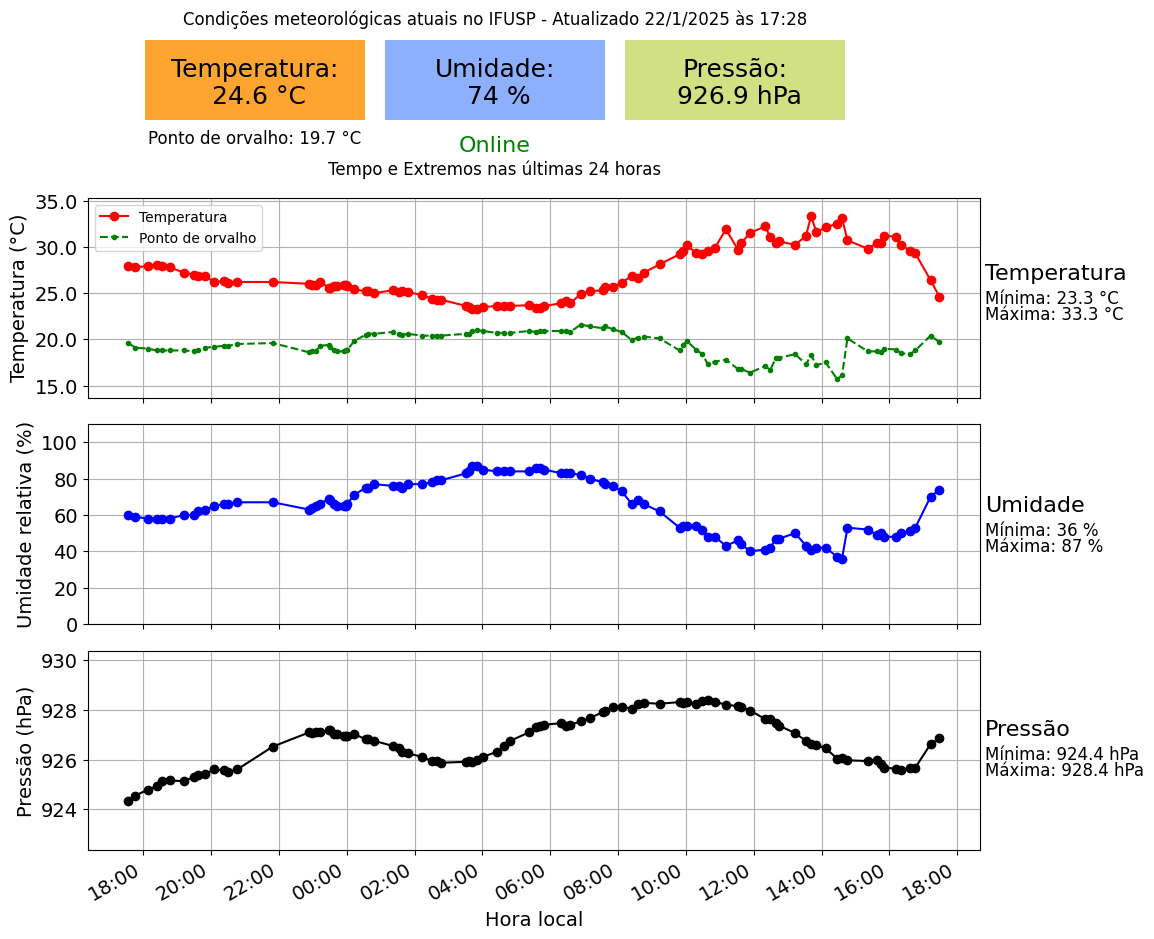 Condições meteorológicas atuais no IFUSP - Atualizado 22/1/2025 às 17:28
Temperatura:
24.6 °C
Umidade:
74 %
Pressão:
926.9 hPa
Ponto de orvalho: 19.7 °C
Online
Tempo e Extremos nas últimas 24 horas
Temperatura (°C)
35.0
30.0
25.0
20.0
15.0
Temperatura
Ponto de orvalho
Temperatura
Mínima: 23.3 °C
Máxima: 33.3 °C
Umidade relativa (%)
100
80
60
40
20
0
Umidade
Mínima: 36 %
Máxima: 87 %
Pressão (hPa)
930
928
926
924
Pressão
Mínima: 924.4 hPa
Máxima: 928.4 hPa
18:00 20:00 22:00 00:00 02:00 04:00 06:00 08:00 10:00 12:00 14:00 16:00 18:00
Hora local